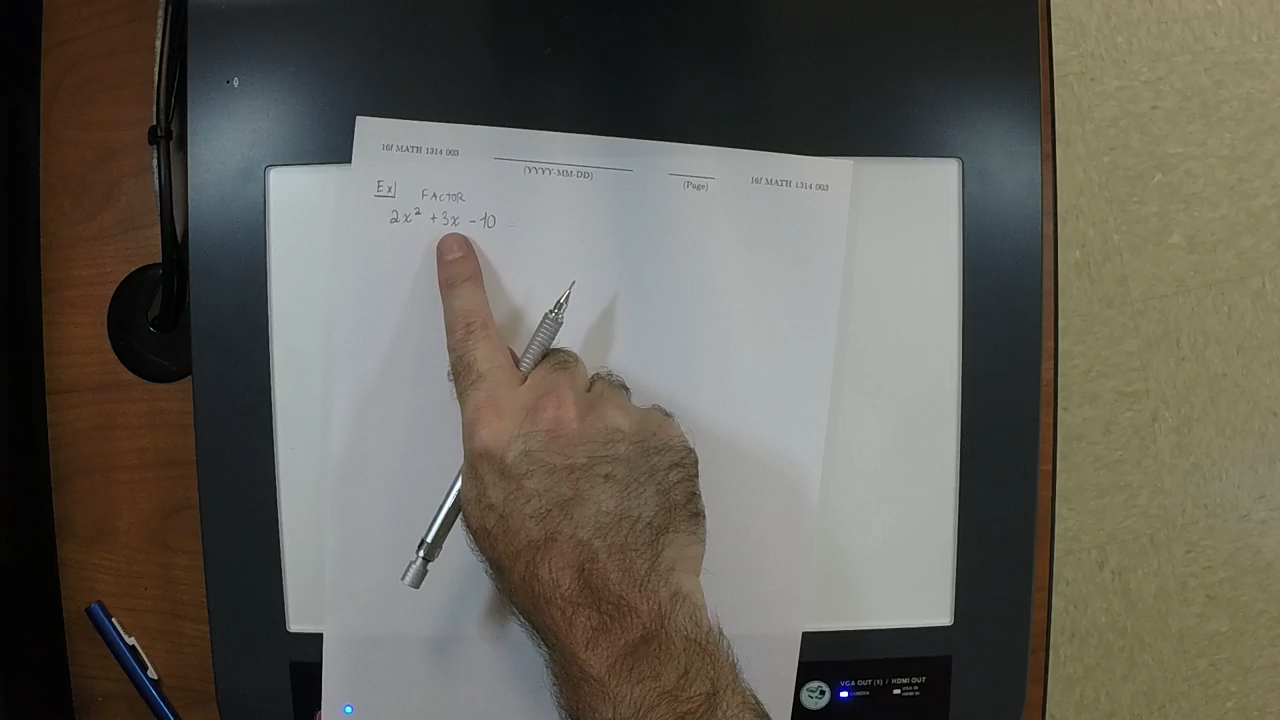 16f MATH 1314 003
(YYYY-MM-DD)
(Page)
16f MATH 1314 003
Ex FACTOR
2x² + 3x - 10
VGA OUT (1) / HDMI OUT